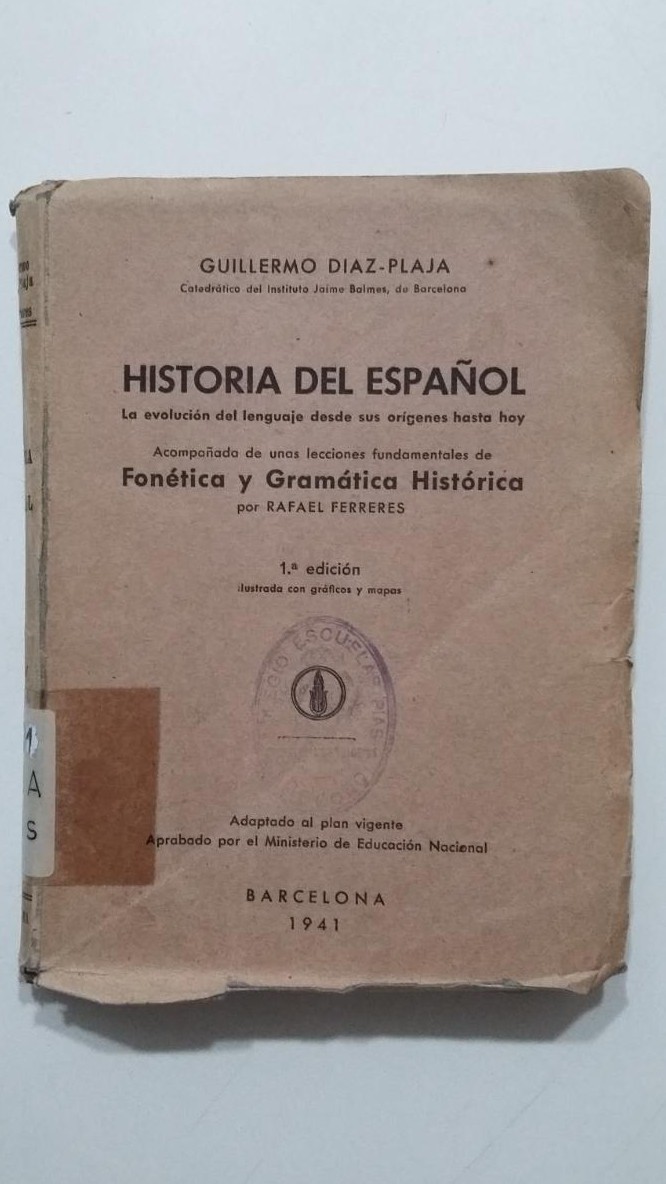 GUILLERMO DIAZ-PLAJA
Catedrático del Instituto Jaime Balmes, de Barcelona
HISTORIA DEL ESPAÑOL
La evolución del lenguaje desde sus orígenes hasta hoy
Acompañada de unas lecciones fundamentales de
Fonética y Gramática Histórica
por RAFAEL FERRERES
1.ª edición
ilustrada con gráficos y mapas
ESCUELAS PIAS
Adaptado al plan vigente
Aprobado por el Ministerio de Educación Nacional
BARCELONA
1941
1
A
S